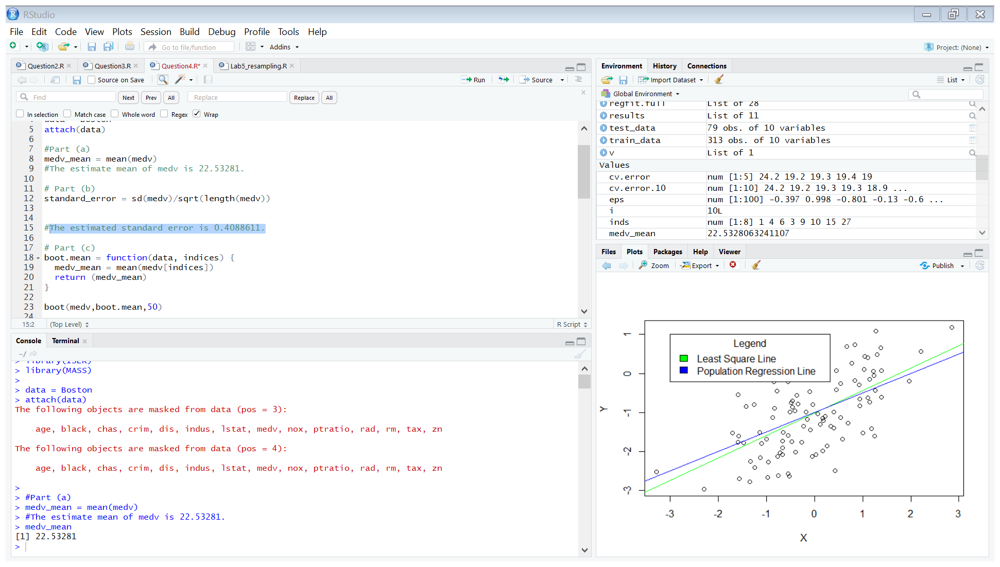 RStudio
File Edit Code View Plots Session Build Debug Profile Tools Help
Go to file/function Addins Project: (None)
Question2.R Question3.R Question4.R* Lab5_resampling.R
Source on Save Run Source
Find Next Prev All Replace Replace All
In selection Match case Whole word Regex Wrap
4 data = Boston
5 attach(data)
6
7 #Part (a)
8 medv_mean = mean(medv)
9 #The estimate mean of medv is 22.53281.
10
11 # Part (b)
12 standard_error = sd(medv)/sqrt(length(medv))
13
14
15 #The estimated standard error is 0.4088611.
16
17 # Part (c)
18 boot.mean = function(data, indices) {
19 medv_mean = mean(medv[indices])
20 return (medv_mean)
21 }
22
23 boot(medv,boot.mean,50)
24
15:2 (Top Level) R Script
Console Terminal
~/
> library(ISLR)
> library(MASS)
>
> data = Boston
> attach(data)
The following objects are masked from data (pos = 3):
age, black, chas, crim, dis, indus, lstat, medv, nox, ptratio, rad, rm, tax, zn
The following objects are masked from data (pos = 4):
age, black, chas, crim, dis, indus, lstat, medv, nox, ptratio, rad, rm, tax, zn
>
> #Part (a)
> medv_mean = mean(medv)
> #The estimate mean of medv is 22.53281.
> medv_mean
[1] 22.53281
>
Environment History Connections
Import Dataset List
Global Environment
regfit.full List of 28
results List of 11
test_data 79 obs. of 10 variables
train_data 313 obs. of 10 variables
v List of 1
Values
cv.error num [1:5] 24.2 19.2 19.3 19.4 19
cv.error.10 num [1:10] 24.2 19.2 19.3 19.3 18.9 ...
eps num [1:100] -0.397 0.998 -0.801 -0.13 -0.6 ...
i 10L
inds num [1:8] 1 4 6 3 9 10 15 27
medv_mean 22.5328063241107
Files Plots Packages Help Viewer
Zoom Export Publish
Legend
Least Square Line
Population Regression Line
1
0
-1
-2
-3
Y
-3 -2 -1 0 1 2 3
X